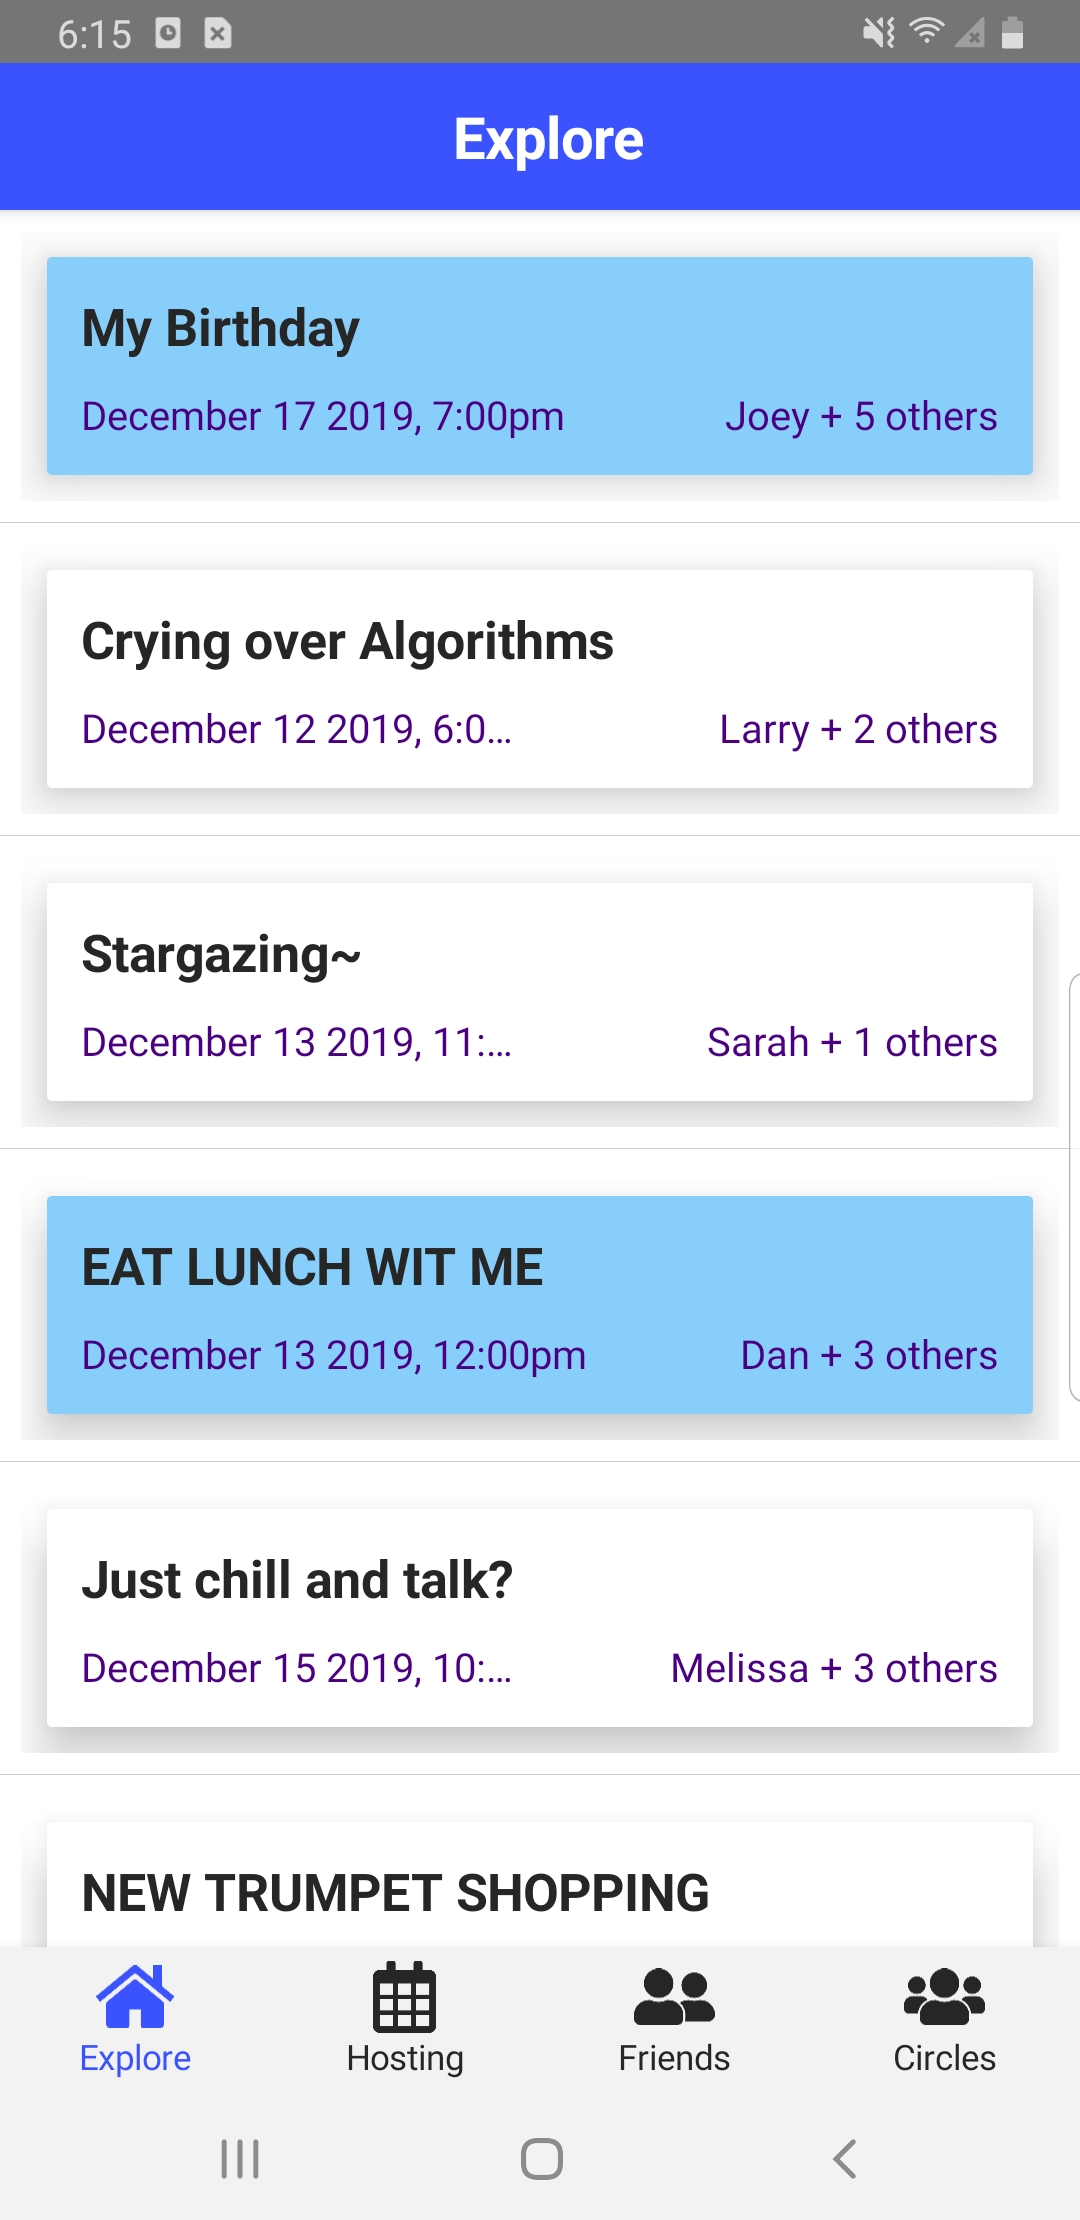 6:15
Explore
My Birthday
December 17 2019, 7:00pm Joey + 5 others
Crying over Algorithms
December 12 2019, 6:0... Larry + 2 others
Stargazing~
December 13 2019, 11:... Sarah + 1 others
EAT LUNCH WIT ME
December 13 2019, 12:00pm Dan + 3 others
Just chill and talk?
December 15 2019, 10:... Melissa + 3 others
NEW TRUMPET SHOPPING
Explore Hosting Friends Circles